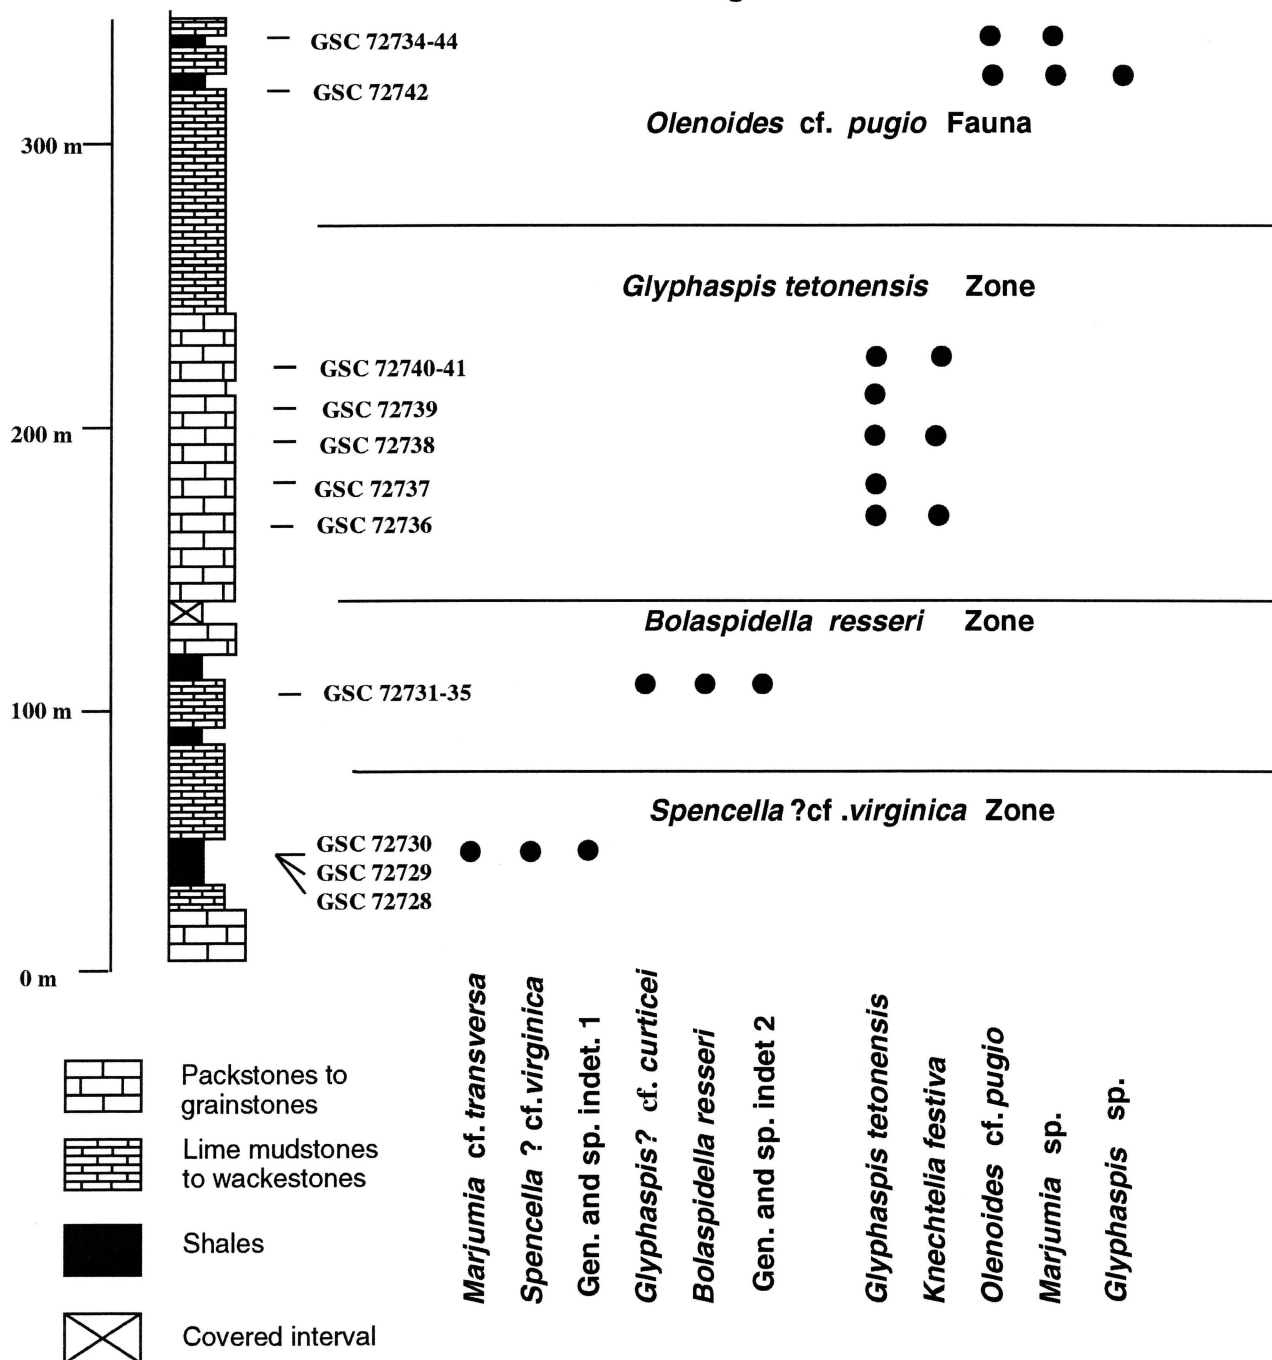 GSC 72734-44
GSC 72742
Olenoides cf. pugio Fauna
300 m
Glyphaspis tetonensis Zone
GSC 72740-41
GSC 72739
200 m
GSC 72738
GSC 72737
GSC 72736
Bolaspidella resseri Zone
GSC 72731-35
100 m
Spencella ?cf .virginica Zone
GSC 72730
GSC 72729
GSC 72728
0 m
Marjumia cf. transversa
Spencella ? cf. virginica
Gen. and sp. indet. 1
Glyphaspis? cf. curticei
Bolaspidella resseri
Gen. and sp. indet 2
Glyphaspis tetonensis
Knechtelia festiva
Olenoides cf. pugio
Marjumia sp.
Glyphaspis sp.
Packstones to
grainstones
Lime mudstones
to wackestones
Shales
Covered interval